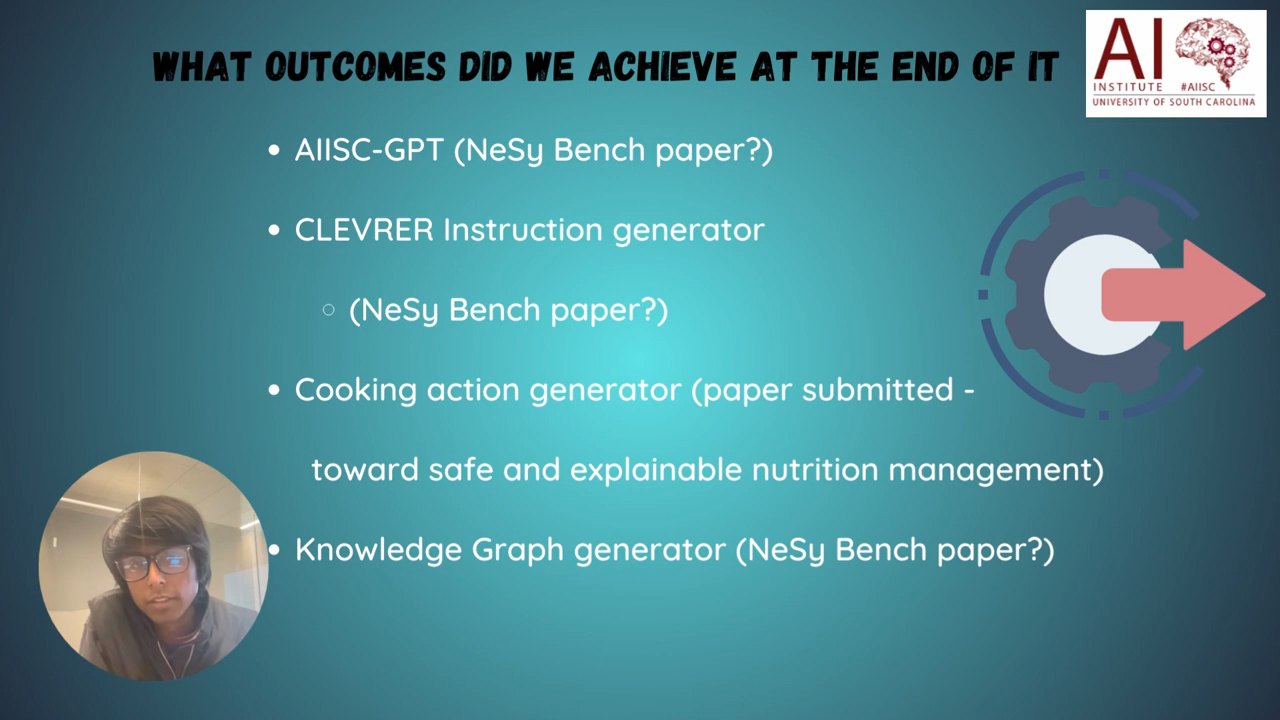 WHAT OUTCOMES DID WE ACHIEVE AT THE END OF IT
AI
INSTITUTE #AIISC
UNIVERSITY OF SOUTH CAROLINA
AIISC-GPT (NeSy Bench paper?)
CLEVRER Instruction generator
(NeSy Bench paper?)
Cooking action generator (paper submitted -
toward safe and explainable nutrition management)
Knowledge Graph generator (NeSy Bench paper?)